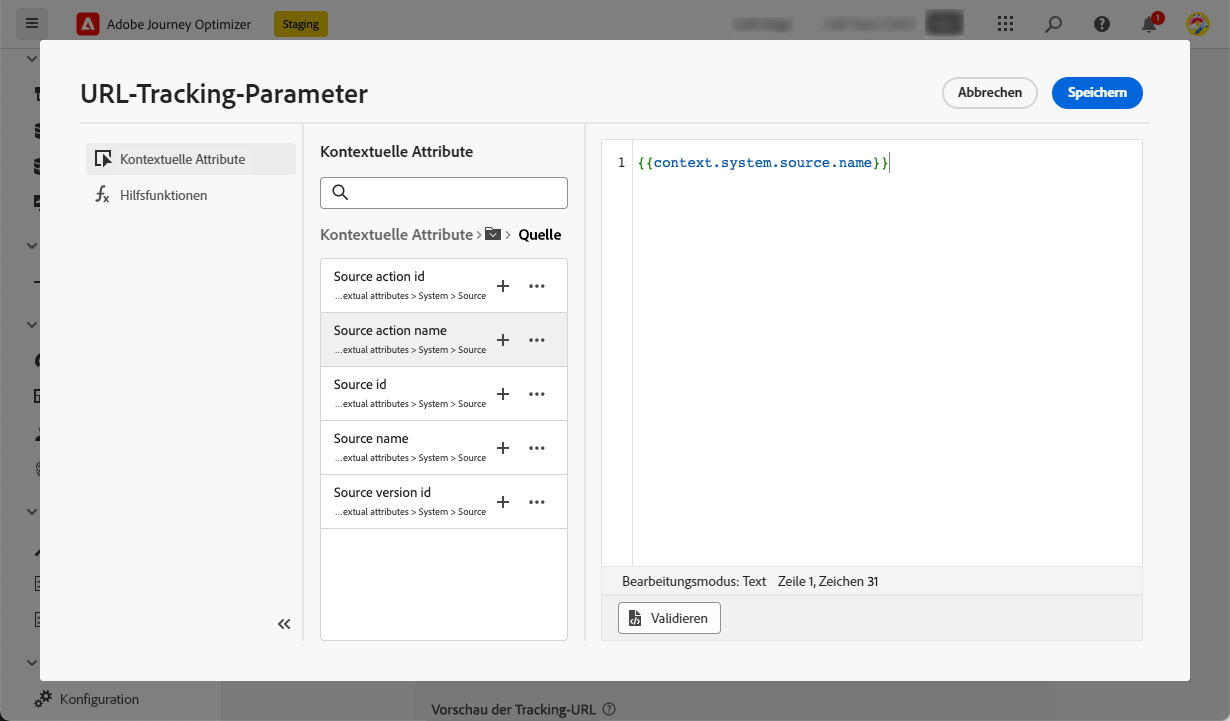 Adobe Journey Optimizer
Staging
1
URL-Tracking-Parameter
Abbrechen
Speichern
Kontextuelle Attribute
Hilfsfunktionen
Kontextuelle Attribute
Kontextuelle Attribute > > Quelle
Source action id
...extual attributes > System > Source
Source action name
...extual attributes > System > Source
Source id
...extual attributes > System > Source
Source name
...extual attributes > System > Source
Source version id
...extual attributes > System > Source
1 {{context.system.source.name}}
Bearbeitungsmodus: Text Zeile 1, Zeichen 31
Validieren
Konfiguration
Vorschau der Tracking-URL